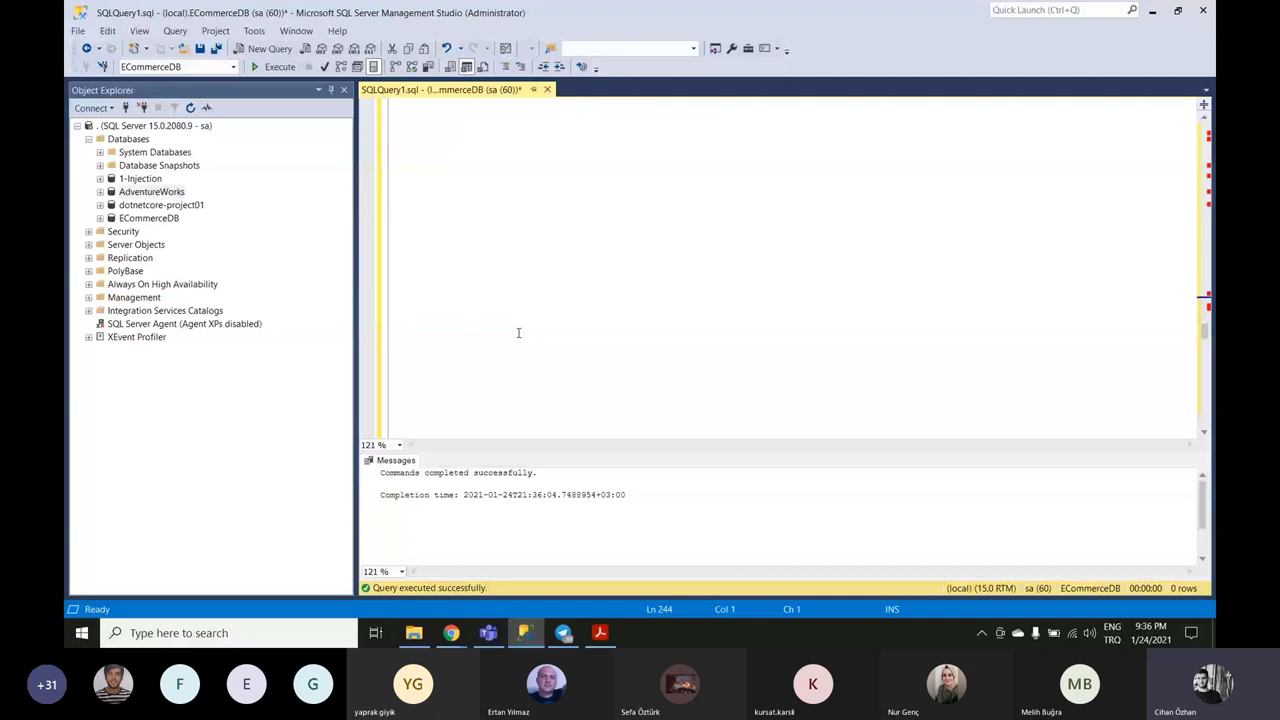 SQLQuery1.sql - (local).ECommerceDB (sa (60))* - Microsoft SQL Server Management Studio (Administrator)
Quick Launch (Ctrl+Q)
File Edit View Query Project Tools Window Help
New Query
ECommerceDB
Execute
Object Explorer
SQLQuery1.sql - (l...mmerceDB (sa (60))*
Connect
. (SQL Server 15.0.2080.9 - sa)
Databases
System Databases
Database Snapshots
1-Injection
AdventureWorks
dotnetcore-project01
ECommerceDB
Security
Server Objects
Replication
PolyBase
Always On High Availability
Management
Integration Services Catalogs
SQL Server Agent (Agent XPs disabled)
XEvent Profiler
121 %
Messages
Commands completed successfully.
Completion time: 2021-01-24T21:36:04.7488954+03:00
121 %
Query executed successfully.
(local) (15.0 RTM) sa (60) ECommerceDB 00:00:00 0 rows
Ready
Ln 244 Col 1 Ch 1 INS
Type here to search
ENG
TRQ
9:36 PM
1/24/2021
+31
F
E
G
YG
K
MB
yaprak giyik
Ertan Yılmaz
Sefa Öztürk
kursat.karsli
Nur Genç
Melih Buğra
Cihan Özhan